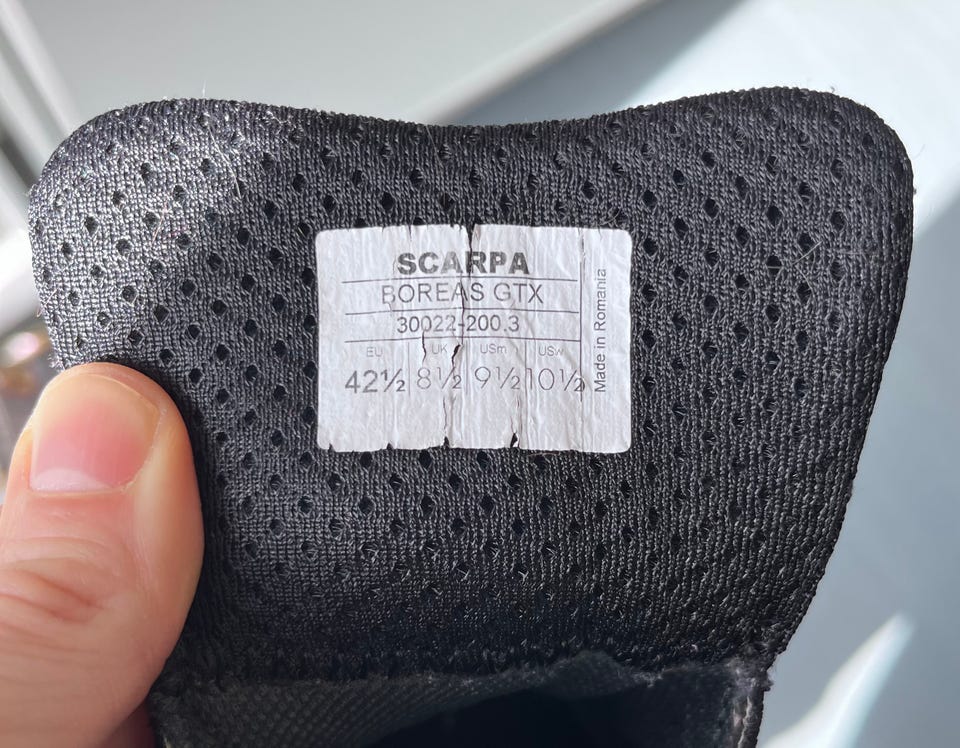 SCARPA
BOREAS GTX
30022-200.3
EU UK USm USw
42½ 8½ 9½ 10½
Made in Romania